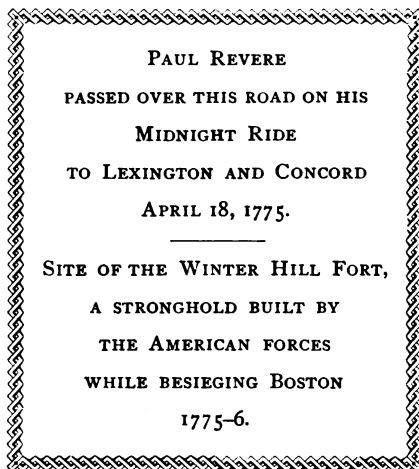 PAUL REVERE
PASSED OVER THIS ROAD ON HIS
MIDNIGHT RIDE
TO LEXINGTON AND CONCORD
APRIL 18, 1775.
SITE OF THE WINTER HILL FORT,
A STRONGHOLD BUILT BY
THE AMERICAN FORCES
WHILE BESIEGING BOSTON
1775–6.